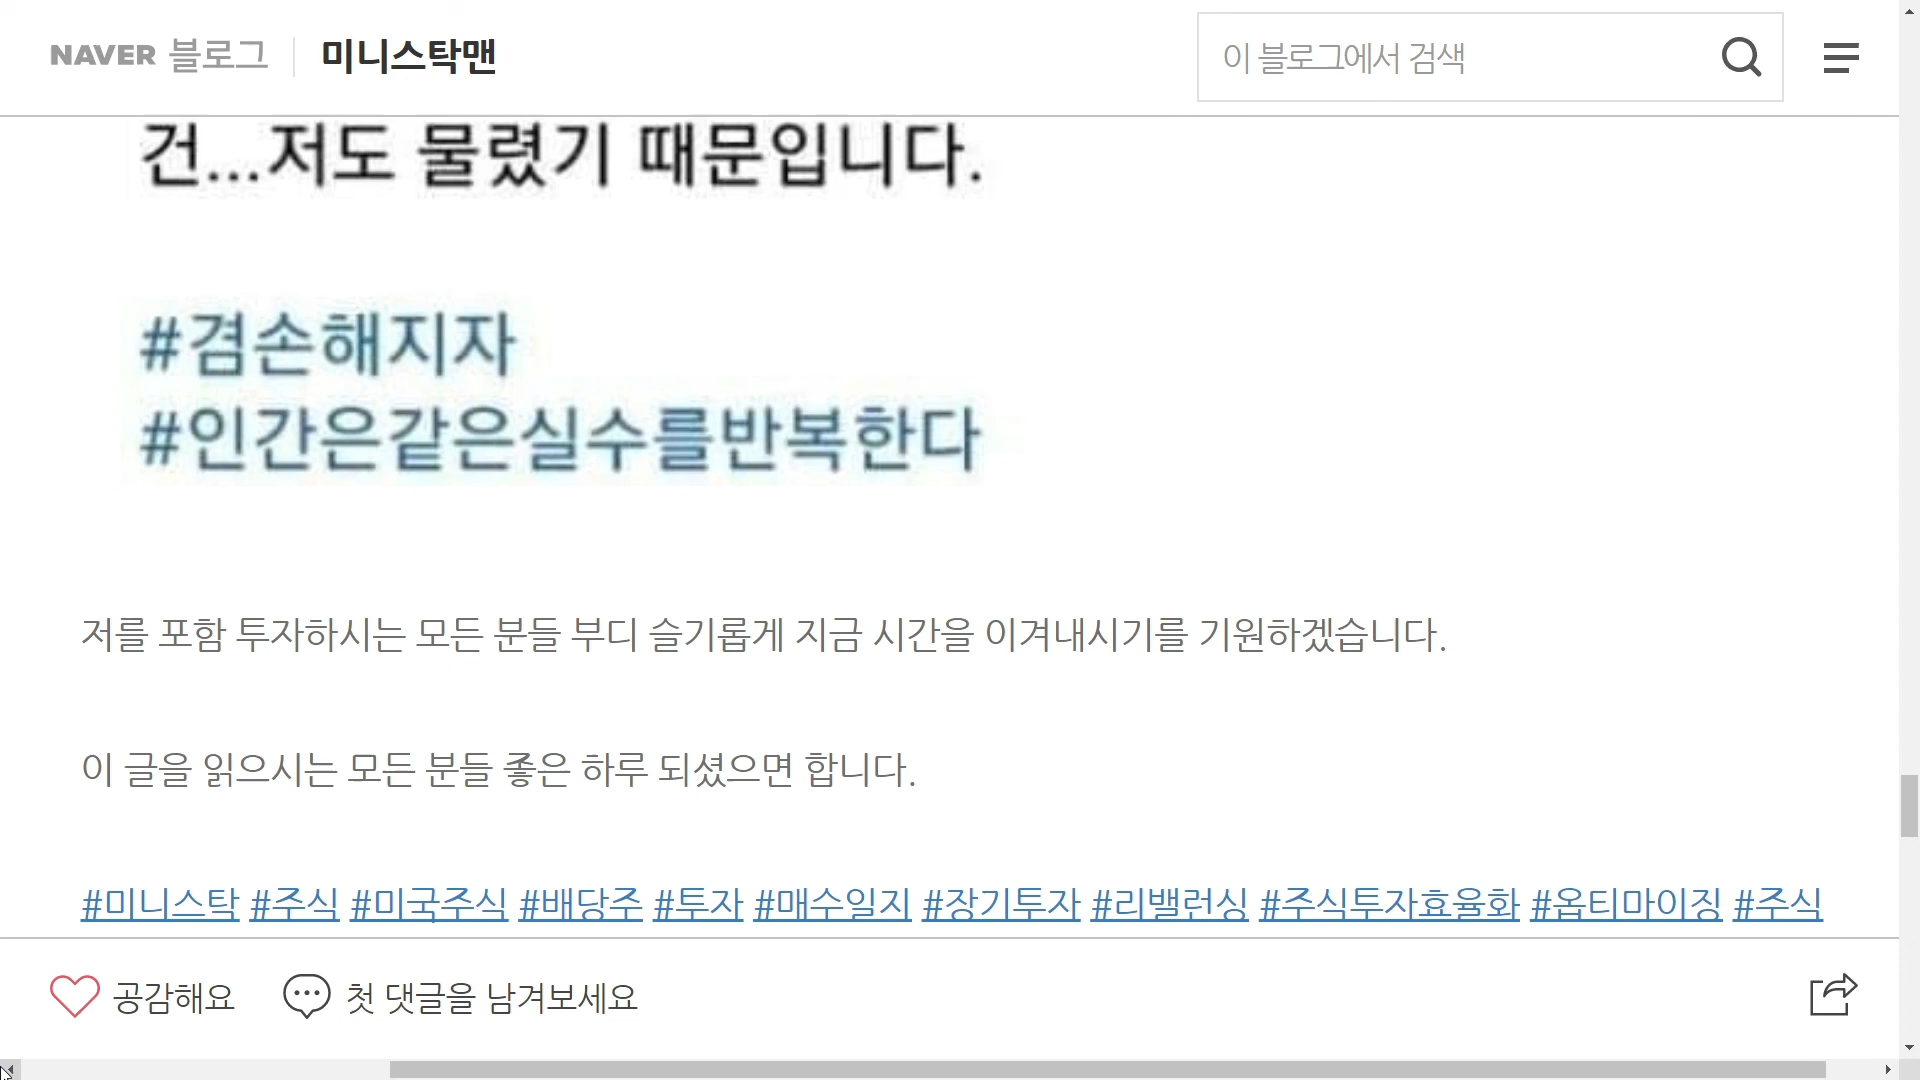 NAVER 블로그 미니스탁맨 이 블로그에서 검색
건...저도 물렸기 때문입니다.
#겸손해지자
#인간은같은실수를반복한다
저를 포함 투자하시는 모든 분들 부디 슬기롭게 지금 시간을 이겨내시기를 기원하겠습니다.
이 글을 읽으시는 모든 분들 좋은 하루 되셨으면 합니다.
#미니스탁 #주식 #미국주식 #배당주 #투자 #매수일지 #장기투자 #리밸런싱 #주식투자효율화 #옵티마이징 #주식
공감해요 첫 댓글을 남겨보세요